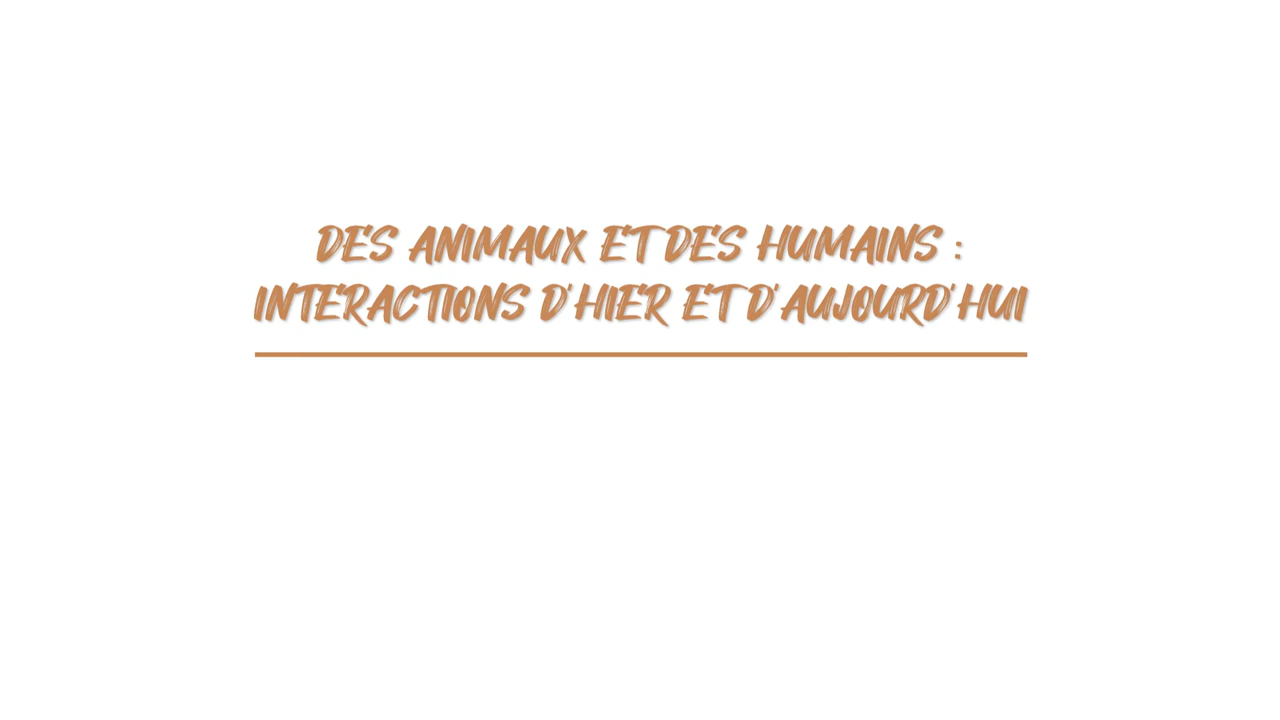 DES ANIMAUX ET DES HUMAINS :
INTERACTIONS D'HIER ET D'AUJOURD'HUI